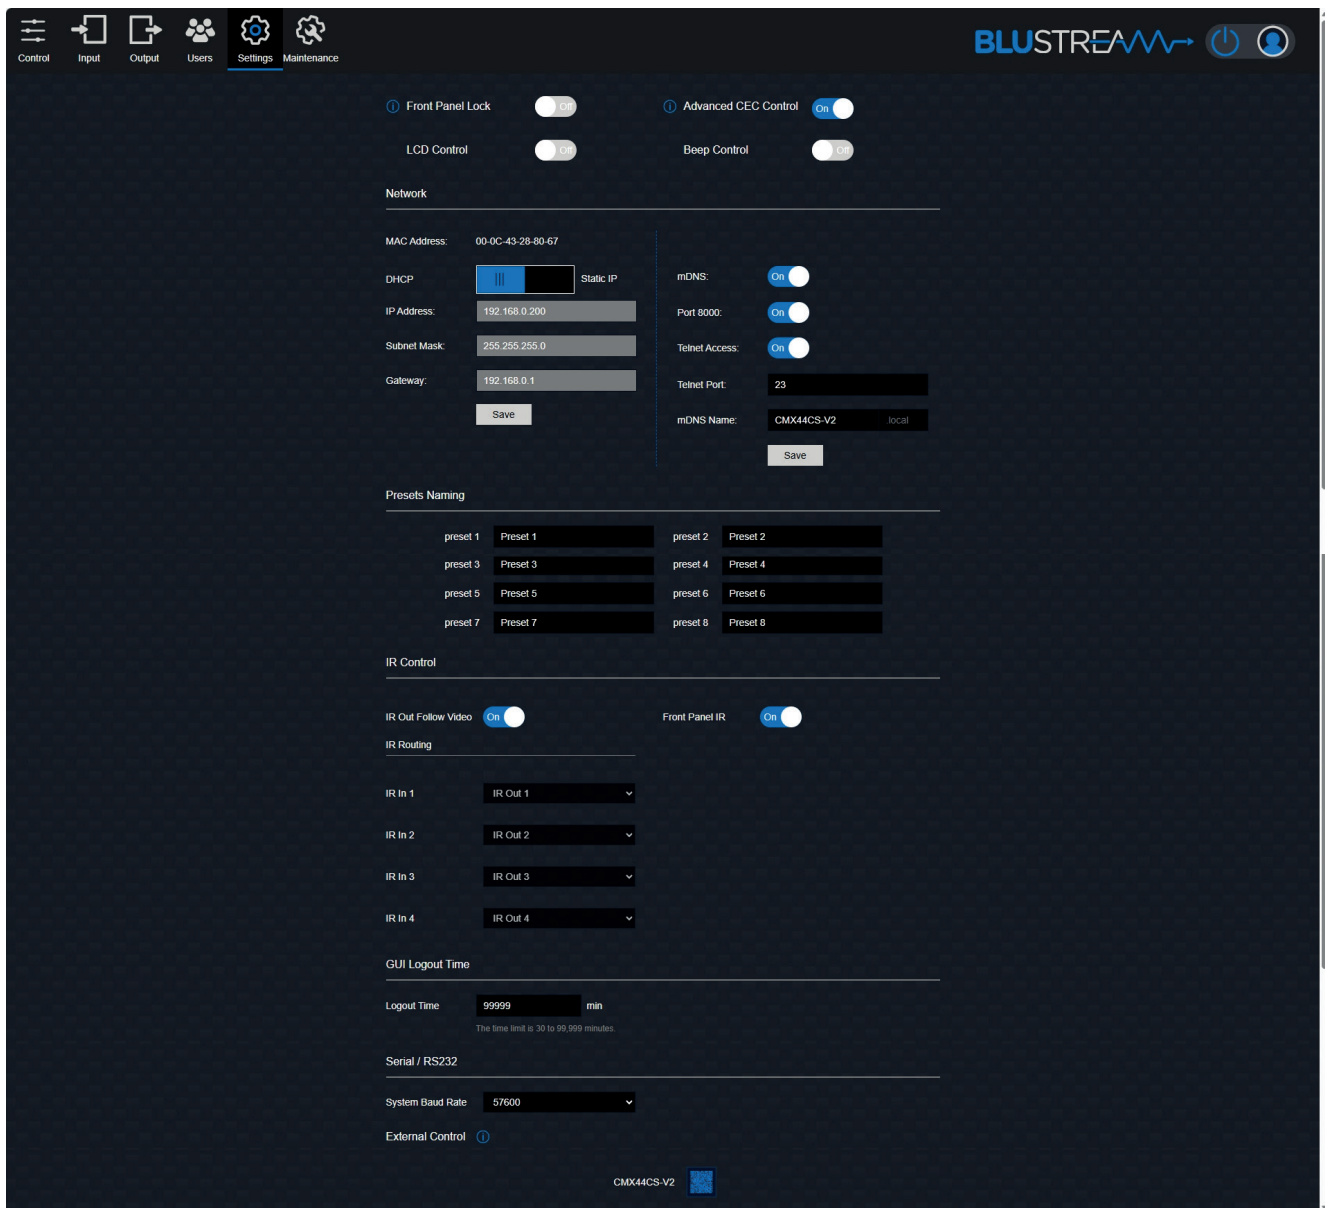 Control Input Output Users Settings Maintenance
BLUSTREAM
Front Panel Lock Off Advanced CEC Control On
LCD Control Off Beep Control Off
Network
MAC Address: 00-0C-43-28-80-67
DHCP Static IP
IP Address: 192.168.0.200
Subnet Mask: 255.255.255.0
Gateway: 192.168.0.1
Save
mDNS: On
Port 8000: On
Telnet Access: On
Telnet Port: 23
mDNS Name: CMX44CS-V2 .local
Save
Presets Naming
preset 1 Preset 1 preset 2 Preset 2
preset 3 Preset 3 preset 4 Preset 4
preset 5 Preset 5 preset 6 Preset 6
preset 7 Preset 7 preset 8 Preset 8
IR Control
IR Out Follow Video On Front Panel IR On
IR Routing
IR In 1 IR Out 1
IR In 2 IR Out 2
IR In 3 IR Out 3
IR In 4 IR Out 4
GUI Logout Time
Logout Time 99999 min
The time limit is 30 to 99,999 minutes.
Serial / RS232
System Baud Rate 57600
External Control
CMX44CS-V2